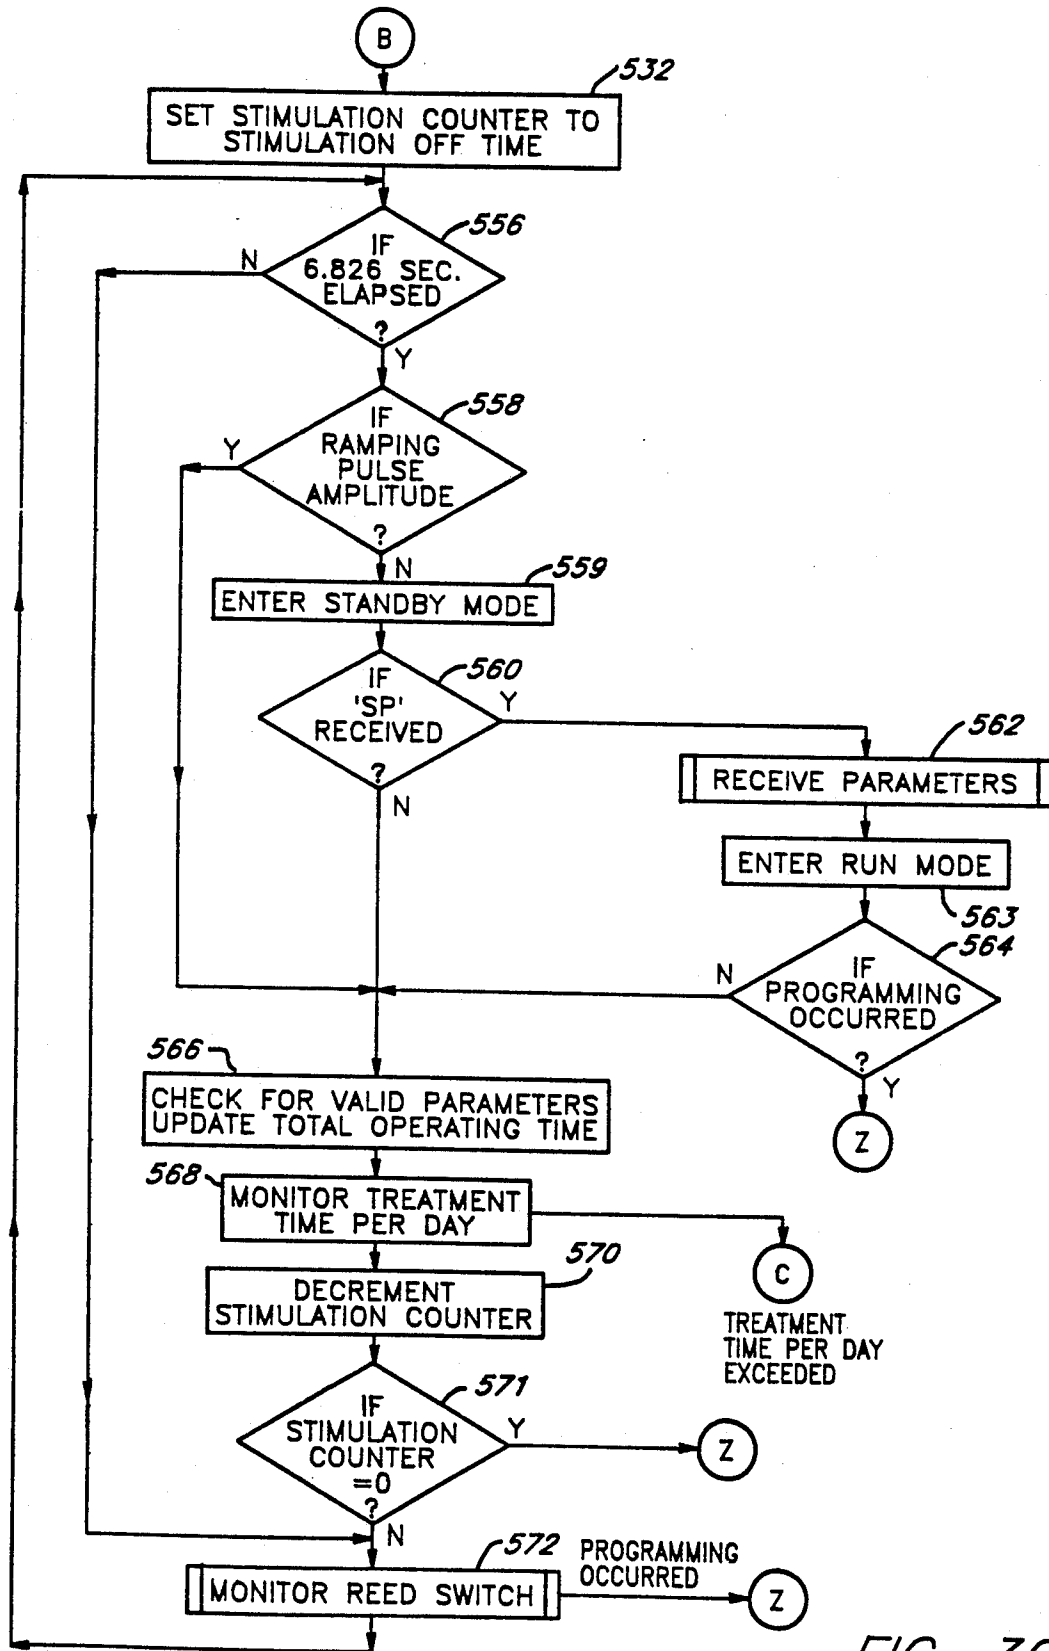 B
532
SET STIMULATION COUNTER TO
STIMULATION OFF TIME
556
IF
6.826 SEC.
ELAPSED
?
N
Y
558
IF
RAMPING
PULSE
AMPLITUDE
?
Y
N
559
ENTER STANDBY MODE
560
IF
'SP'
RECEIVED
?
Y
N
562
RECEIVE PARAMETERS
ENTER RUN MODE
563
564
IF
PROGRAMMING
OCCURRED
?
N
Y
Z
566
CHECK FOR VALID PARAMETERS
UPDATE TOTAL OPERATING TIME
568
MONITOR TREATMENT
TIME PER DAY
C
TREATMENT
TIME PER DAY
EXCEEDED
570
DECREMENT
STIMULATION COUNTER
571
IF
STIMULATION
COUNTER
=0
?
Y
Z
N
572
MONITOR REED SWITCH
PROGRAMMING
OCCURRED
Z